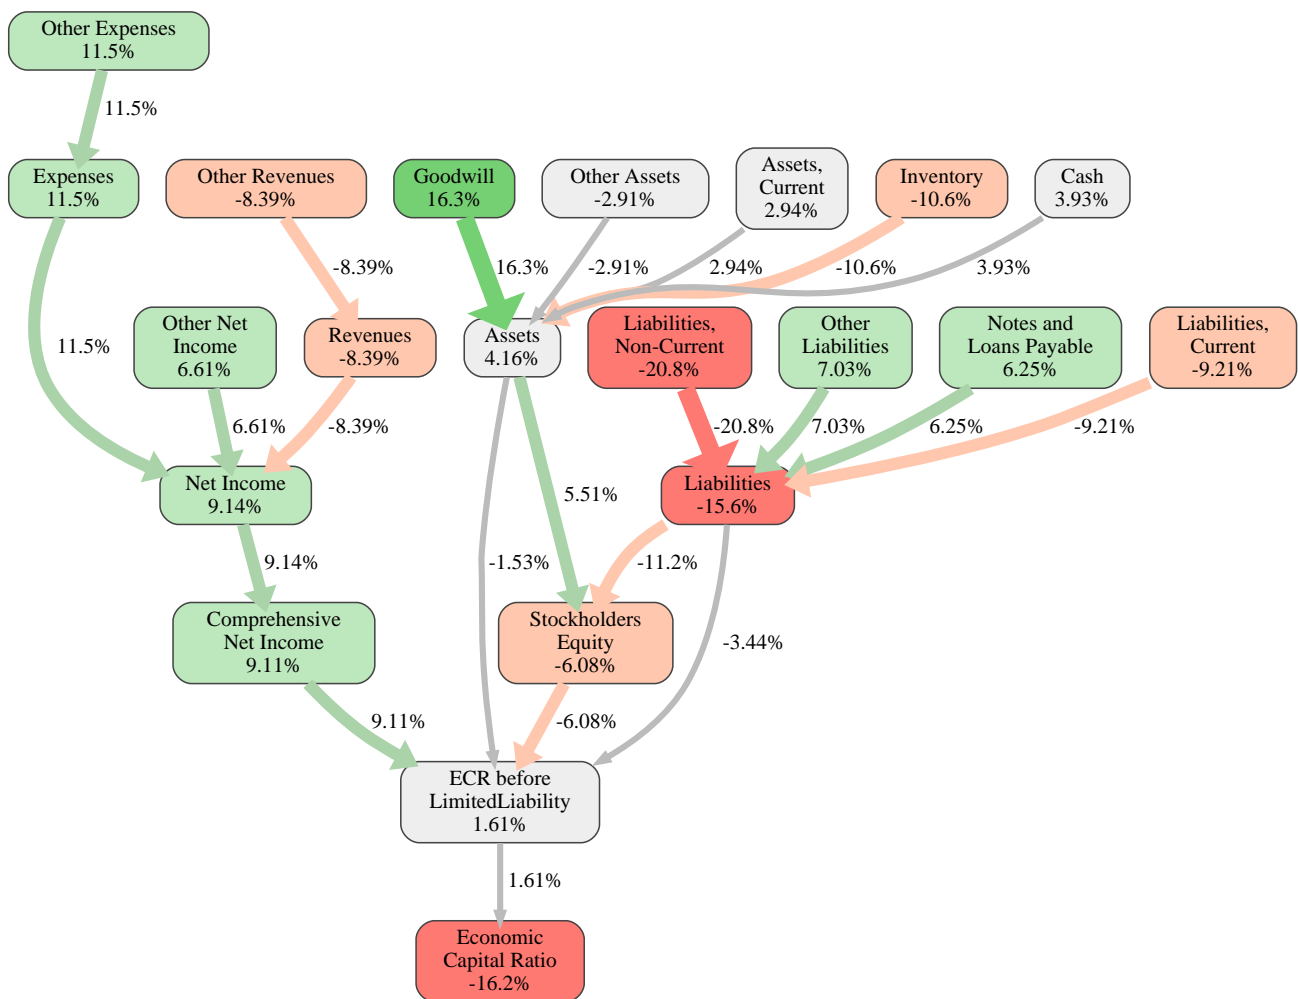 Other Expenses
11.5%
11.5%
Expenses
11.5%
Other Revenues
-8.39%
Goodwill
16.3%
Other Assets
-2.91%
Assets,
Current
2.94%
Inventory
-10.6%
Cash
3.93%
-8.39%
16.3%
-2.91%
2.94%
-10.6%
3.93%
11.5%
Other Net
Income
6.61%
Revenues
-8.39%
Assets
4.16%
Liabilities,
Non-Current
-20.8%
Other
Liabilities
7.03%
Notes and
Loans Payable
6.25%
Liabilities,
Current
-9.21%
6.61%
-8.39%
-20.8%
7.03%
6.25%
-9.21%
Net Income
9.14%
5.51%
Liabilities
-15.6%
9.14%
-1.53%
-11.2%
-3.44%
Comprehensive
Net Income
9.11%
Stockholders
Equity
-6.08%
9.11%
-6.08%
ECR before
LimitedLiability
1.61%
1.61%
Economic
Capital Ratio
-16.2%